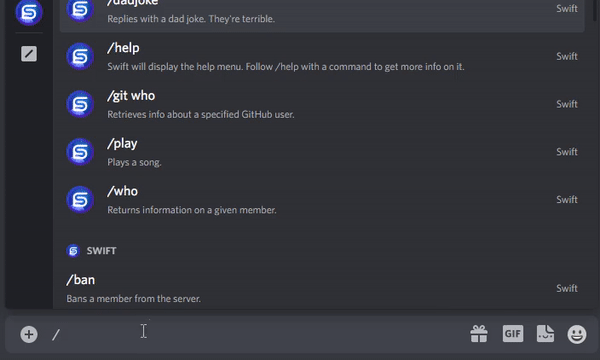 /dadjoke
Replies with a dad joke. They're terrible.
Swift
/help
Swift will display the help menu. Follow /help with a command to get more info on it.
Swift
/git who
Retrieves info about a specified GitHub user.
Swift
/play
Plays a song.
Swift
/who
Returns information on a given member.
Swift
SWIFT
/ban
Bans a member from the server.
Swift
/
GIF